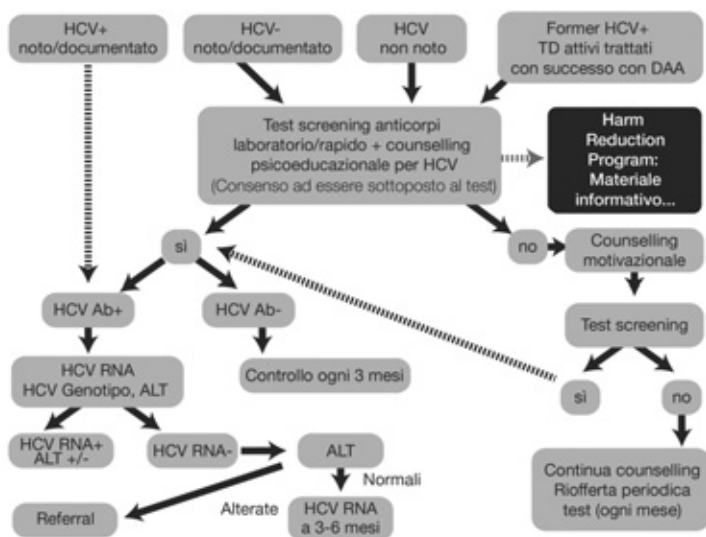 HCV+
noto/documentato
HCV-
noto/documentato
HCV
non noto
Former HCV+
TD attivi trattati
con successo con DAA
Test screening anticorpi
laboratorio/rapido + counselling
psicoeducazionale per HCV
(Consenso ad essere sottoposto al test)
Harm
Reduction
Program:
Materiale
informativo...
sì
no
Counselling
motivazionale
HCV Ab+
HCV Ab-
Test screening
HCV RNA
HCV Genotipo, ALT
Controllo ogni 3 mesi
sì
no
HCV RNA+
ALT +/-
HCV RNA-
ALT
Normali
Alterate
Referral
HCV RNA
a 3-6 mesi
Continua counselling
Riofferta periodica
test (ogni mese)